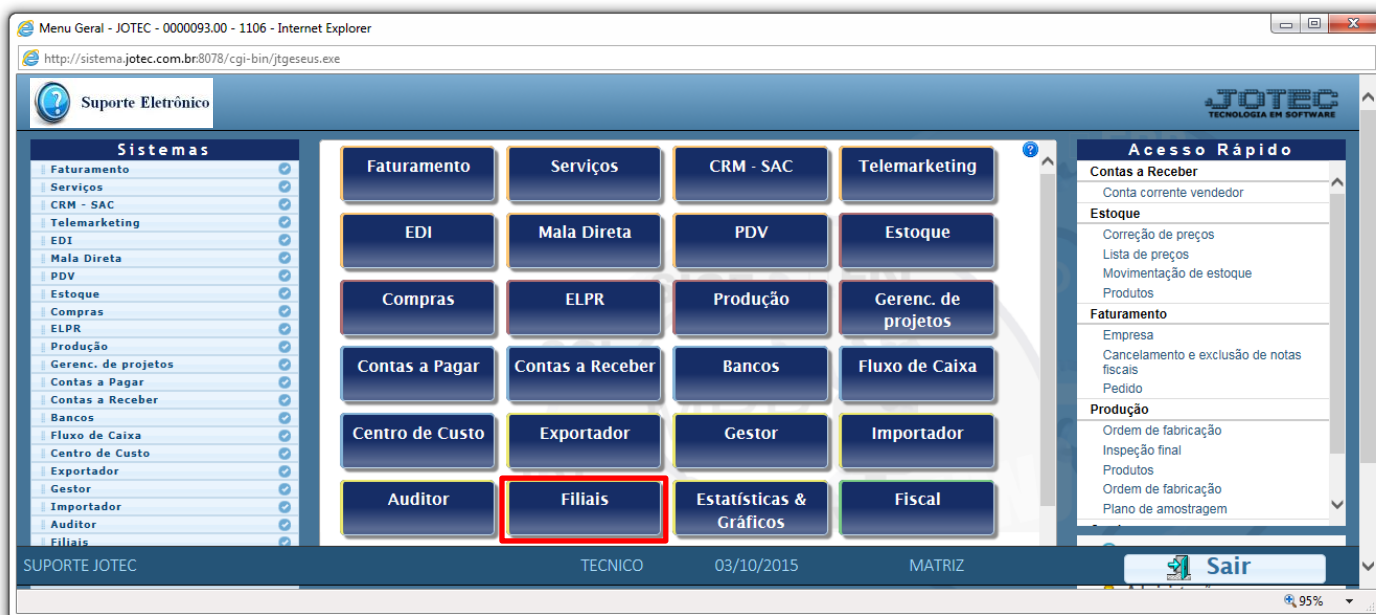 Menu Geral - JOTEC - 0000093.00 - 1106 - Internet Explorer
http://sistema.jotec.com.br:8078/cgi-bin/jtgeseus.exe
Suporte Eletrônico
JOTEC
TECNOLOGIA EM SOFTWARE
Sistemas
Faturamento
Serviços
CRM - SAC
Telemarketing
EDI
Mala Direta
PDV
Estoque
Compras
ELPR
Produção
Gerenc. de projetos
Contas a Pagar
Contas a Receber
Bancos
Fluxo de Caixa
Centro de Custo
Exportador
Gestor
Importador
Auditor
Filiais
Faturamento
Serviços
CRM - SAC
Telemarketing
EDI
Mala Direta
PDV
Estoque
Compras
ELPR
Produção
Gerenc. de
projetos
Contas a Pagar
Contas a Receber
Bancos
Fluxo de Caixa
Centro de Custo
Exportador
Gestor
Importador
Auditor
Filiais
Estatísticas &
Gráficos
Fiscal
Acesso Rápido
Contas a Receber
Conta corrente vendedor
Estoque
Correção de preços
Lista de preços
Movimentação de estoque
Produtos
Faturamento
Empresa
Cancelamento e exclusão de notas
fiscais
Pedido
Produção
Ordem de fabricação
Inspeção final
Produtos
Ordem de fabricação
Plano de amostragem
SUPORTE JOTEC
TECNICO
03/10/2015
MATRIZ
Sair
95%